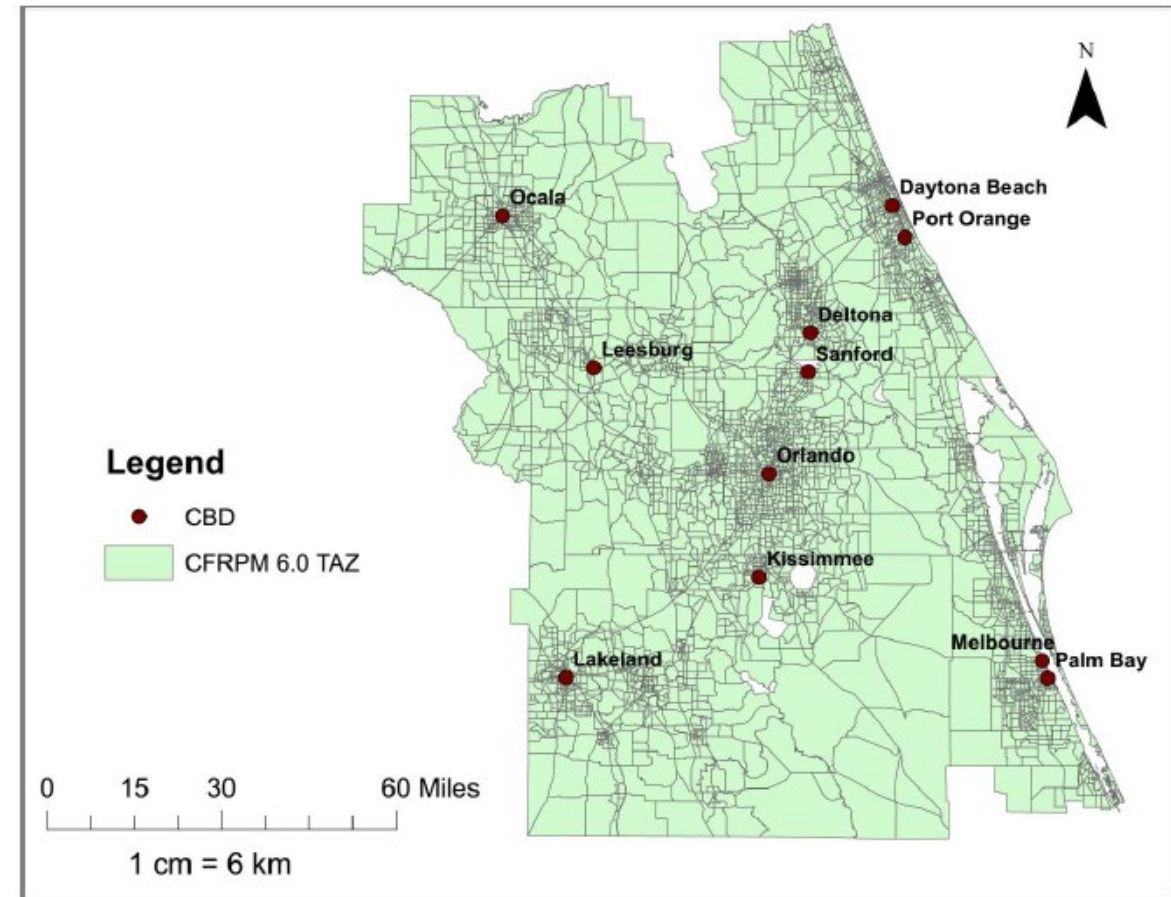 N
Daytona Beach
Port Orange
Ocala
Deltona
Sanford
Leesburg
Orlando
Kissimmee
Melbourne
Palm Bay
Lakeland
Legend
CBD
CFRPM 6.0 TAZ
0 15 30 60 Miles
1 cm = 6 km